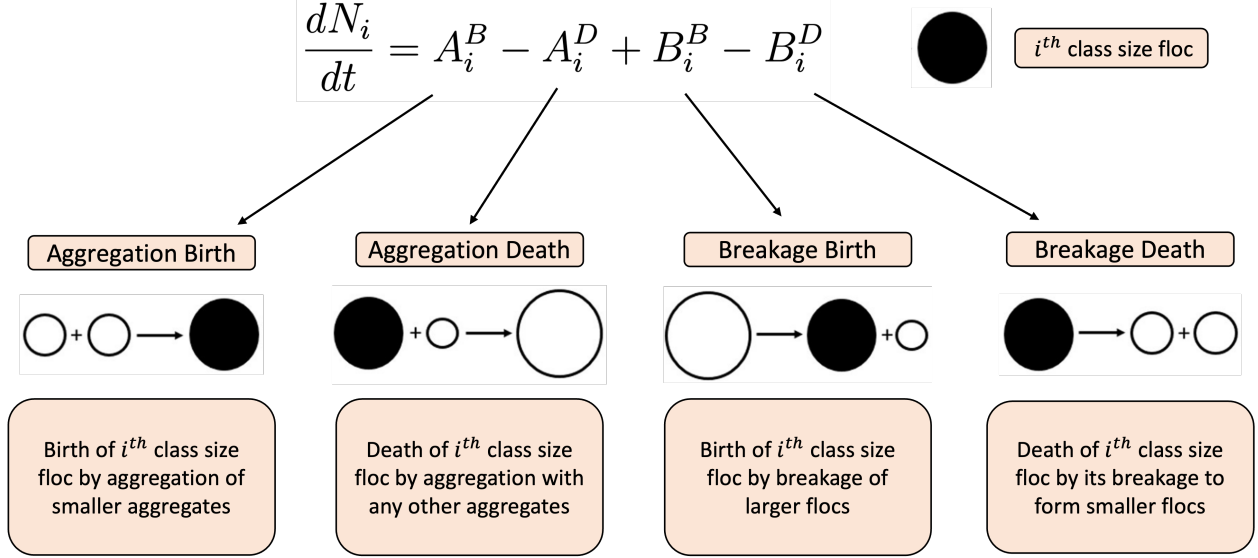 dN_i/dt = A_i^B − A_i^D + B_i^B − B_i^D
i^th class size floc
Aggregation Birth
Aggregation Death
Breakage Birth
Breakage Death
+
+
+
+
Birth of i^th class size
floc by aggregation of
smaller aggregates
Death of i^th class size
floc by aggregation with
any other aggregates
Birth of i^th class size
floc by breakage of
larger flocs
Death of i^th class size
floc by its breakage to
form smaller flocs